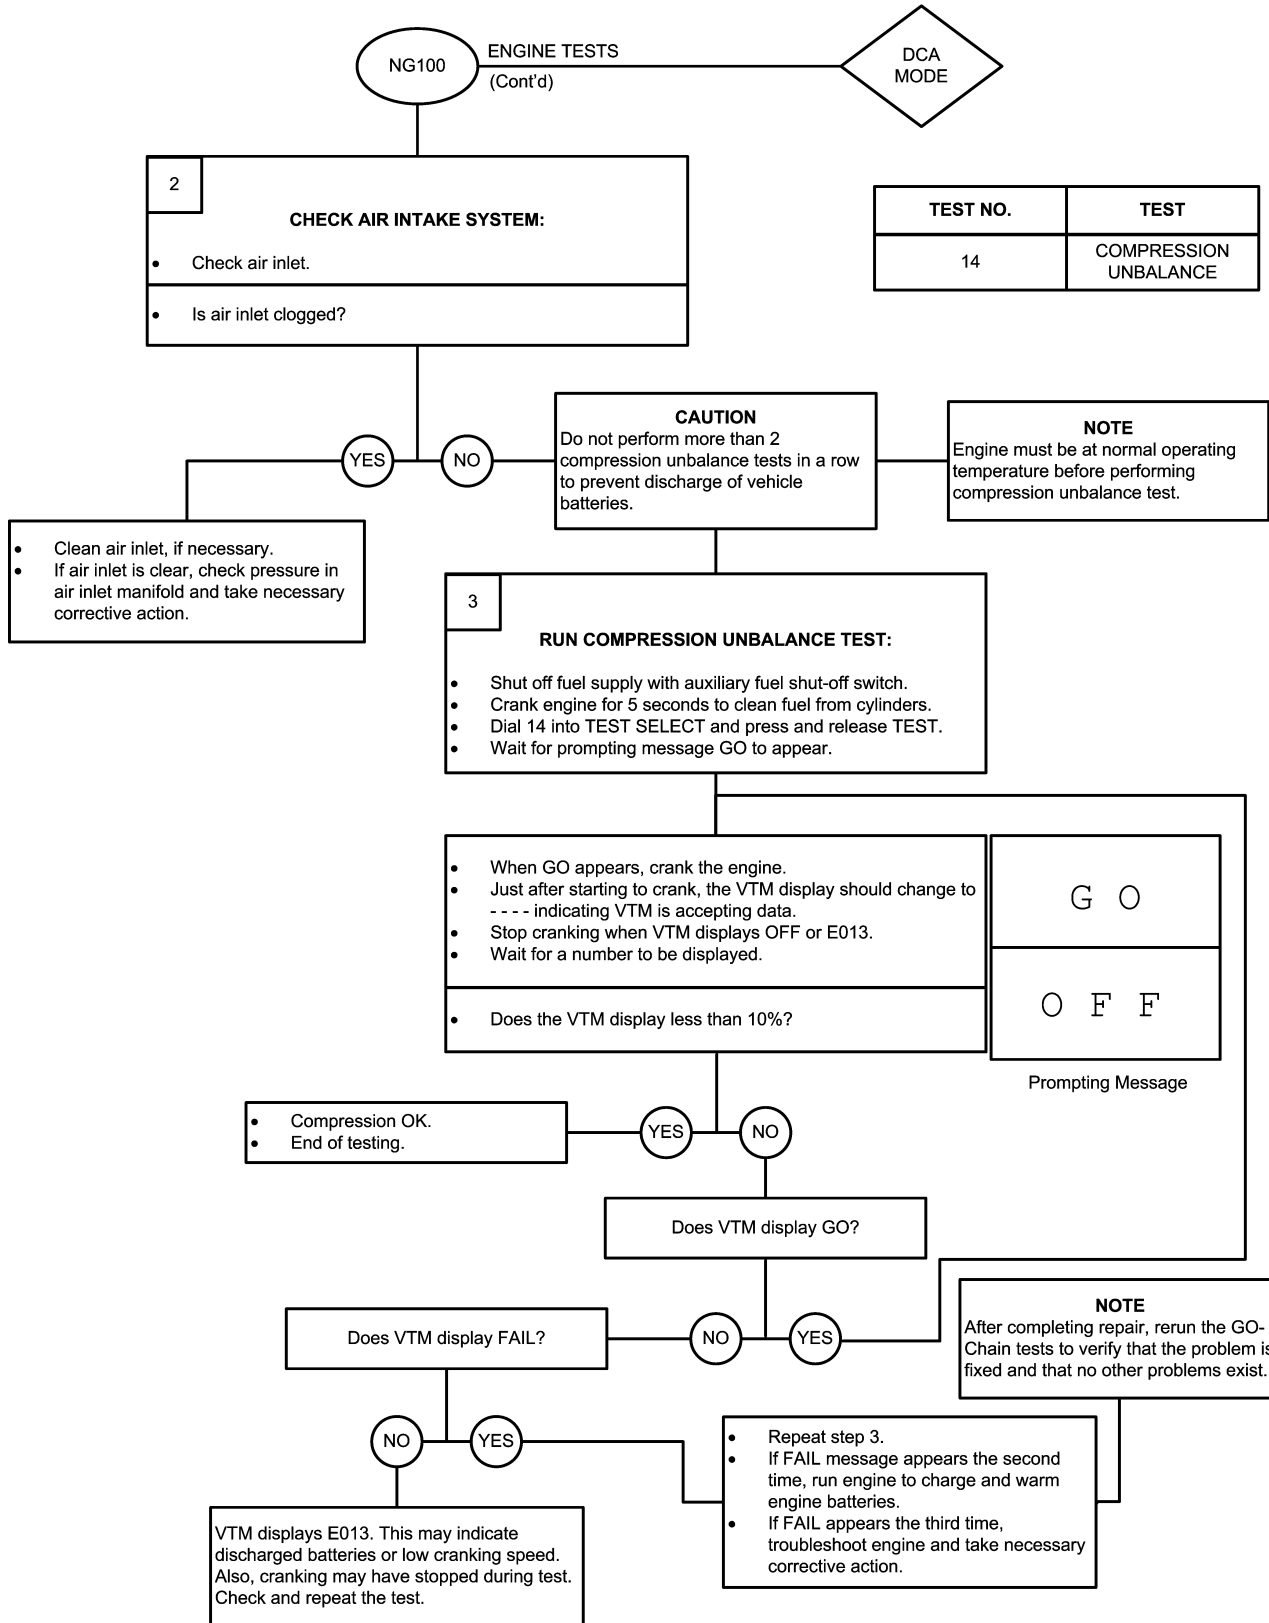 NG100
ENGINE TESTS
(Cont'd)
DCA
MODE
2
CHECK AIR INTAKE SYSTEM:
• Check air inlet.
• Is air inlet clogged?
TEST NO. TEST
14 COMPRESSION
UNBALANCE
YES
NO
CAUTION
Do not perform more than 2
compression unbalance tests in a row
to prevent discharge of vehicle
batteries.
NOTE
Engine must be at normal operating
temperature before performing
compression unbalance test.
• Clean air inlet, if necessary.
• If air inlet is clear, check pressure in
air inlet manifold and take necessary
corrective action.
3
RUN COMPRESSION UNBALANCE TEST:
• Shut off fuel supply with auxiliary fuel shut-off switch.
• Crank engine for 5 seconds to clean fuel from cylinders.
• Dial 14 into TEST SELECT and press and release TEST.
• Wait for prompting message GO to appear.
• When GO appears, crank the engine.
• Just after starting to crank, the VTM display should change to
- - - - indicating VTM is accepting data.
• Stop cranking when VTM displays OFF or E013.
• Wait for a number to be displayed.
• Does the VTM display less than 10%?
G O
O F F
Prompting Message
• Compression OK.
• End of testing.
YES
NO
Does VTM display GO?
Does VTM display FAIL?
NO
YES
NOTE
After completing repair, rerun the GO-
Chain tests to verify that the problem is
fixed and that no other problems exist.
NO
YES
• Repeat step 3.
• If FAIL message appears the second
time, run engine to charge and warm
engine batteries.
• If FAIL appears the third time,
troubleshoot engine and take necessary
corrective action.
VTM displays E013. This may indicate
discharged batteries or low cranking speed.
Also, cranking may have stopped during test.
Check and repeat the test.